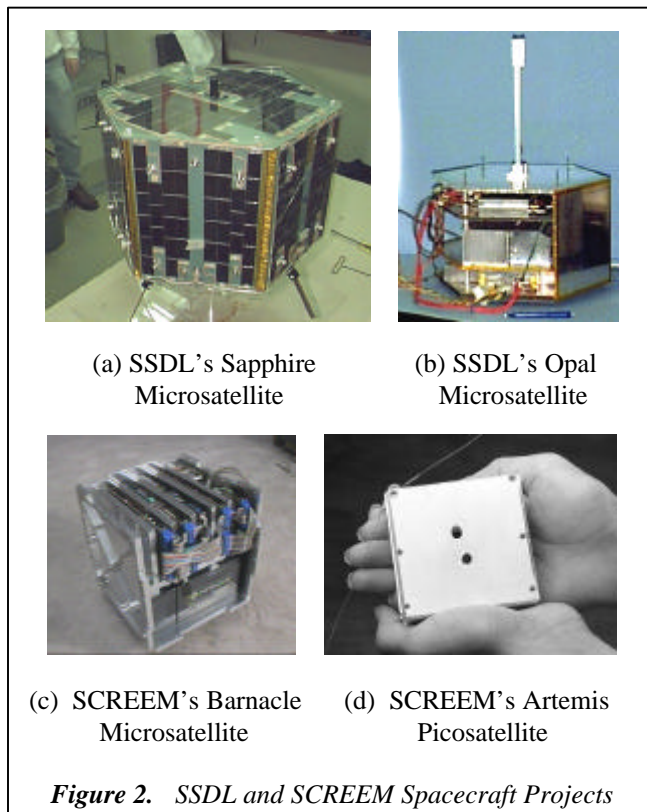 (a) SSDL's Sapphire
Microsatellite
(b) SSDL's Opal
Microsatellite
(c) SCREEM's Barnacle
Microsatellite
(d) SCREEM's Artemis
Picosatellite
Figure 2. SSDL and SCREEM Spacecraft Projects